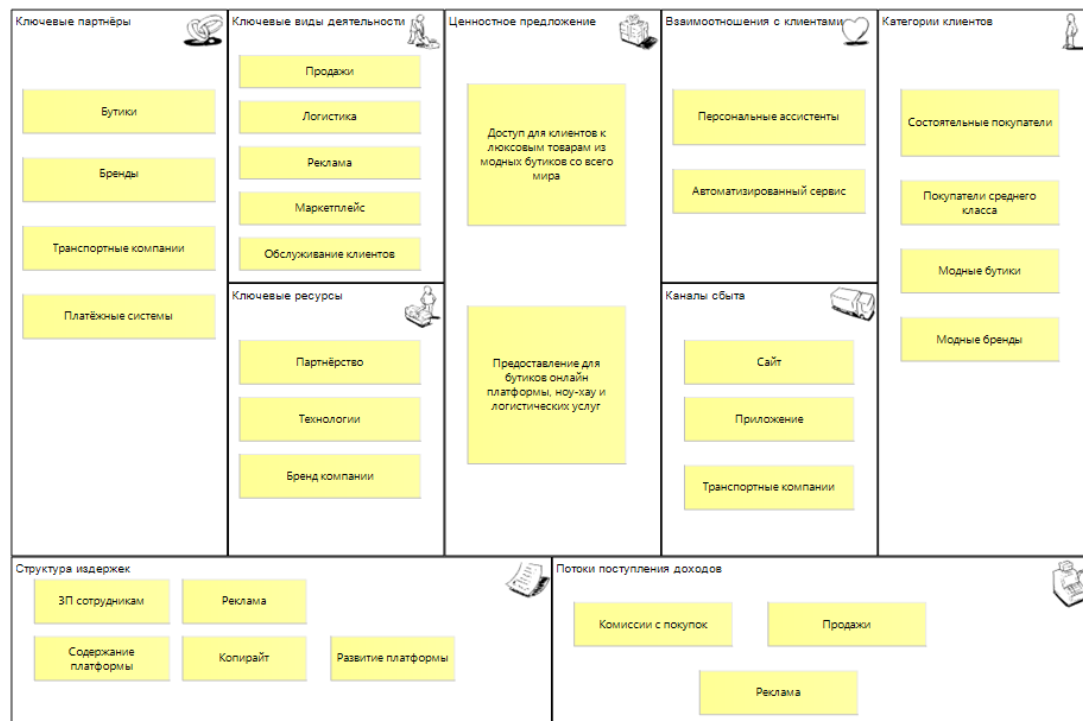 Ключевые партнёры
Бутики
Бренды
Транспортные компании
Платёжные системы
Ключевые виды деятельности
Продажи
Логистика
Реклама
Маркетплейс
Обслуживание клиентов
Ключевые ресурсы
Партнёрство
Технологии
Бренд компании
Ценностное предложение
Доступ для клиентов к
люксовым товарам из
модных бутиков со всего
мира
Предоставление для
бутиков онлайн
платформы, ноу-хау и
логистических услуг
Взаимоотношения с клиентами
Персональные ассистенты
Автоматизированный сервис
Каналы сбыта
Сайт
Приложение
Транспортные компании
Категории клиентов
Состоятельные покупатели
Покупатели среднего
класса
Модные бутики
Модные бренды
Структура издержек
ЗП сотрудникам
Реклама
Содержание
платформы
Копирайт
Развитие платформы
Потоки поступления доходов
Комиссии с покупок
Продажи
Реклама